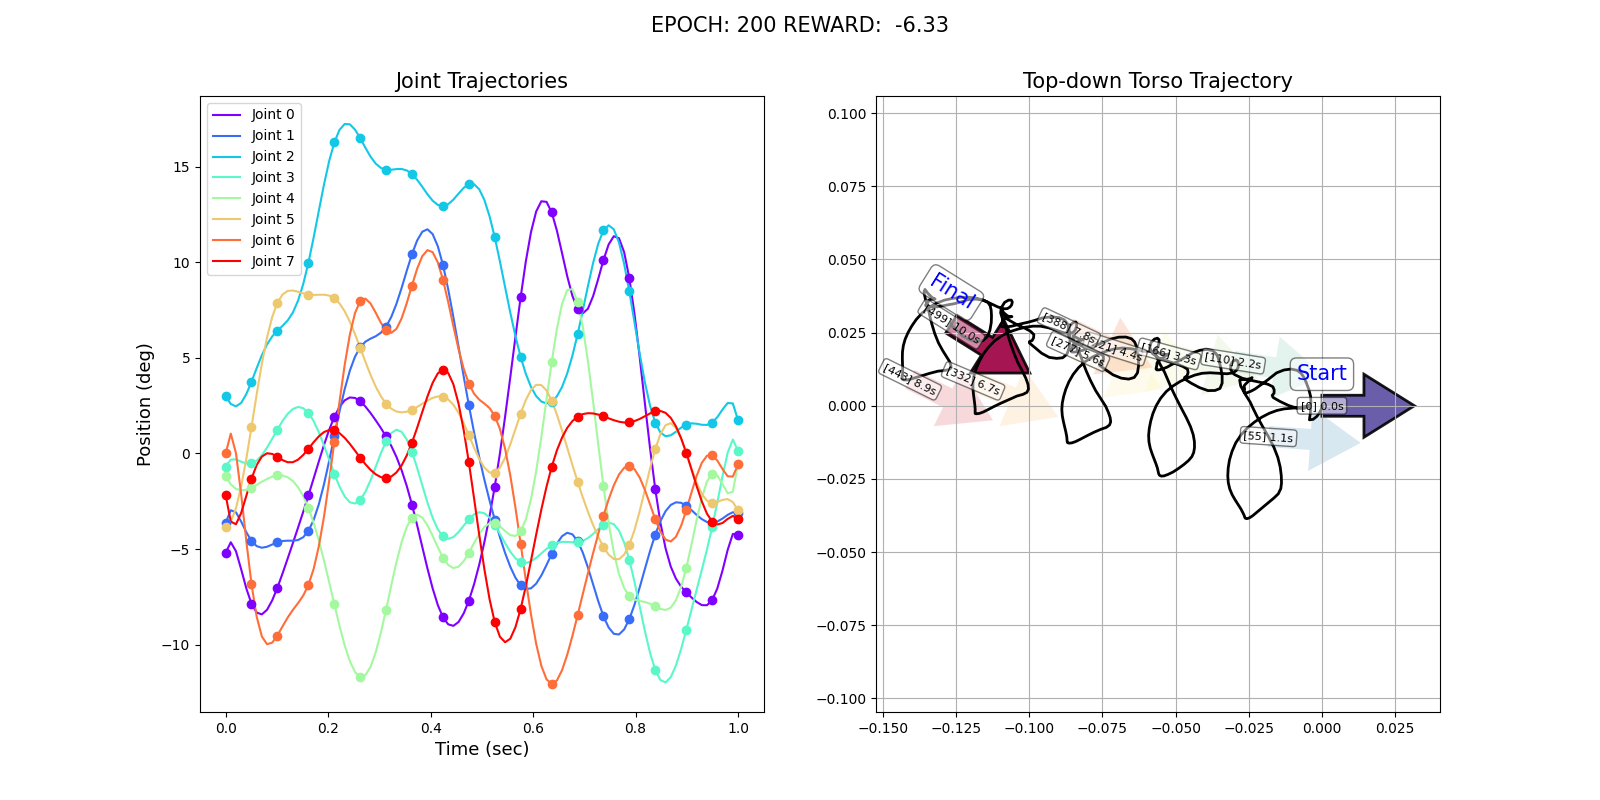 EPOCH: 200 REWARD:  -6.33
Joint Trajectories
Joint 0
Joint 1
Joint 2
Joint 3
Joint 4
Joint 5
Joint 6
Joint 7
15
10
5
0
−5
−10
Position (deg)
0.0
0.2
0.4
0.6
0.8
1.0
Time (sec)
Top-down Torso Trajectory
0.100
0.075
0.050
0.025
0.000
−0.025
−0.050
−0.075
−0.100
−0.150
−0.125
−0.100
−0.075
−0.050
−0.025
0.000
0.025
Final
[499] 10.0s
[443] 8.9s
[332] 6.7s
[388] 7.8s
[277] 5.6s
21] 4.4s
[166] 3.3s
[110] 2.2s
[55] 1.1s
Start
[0] 0.0s